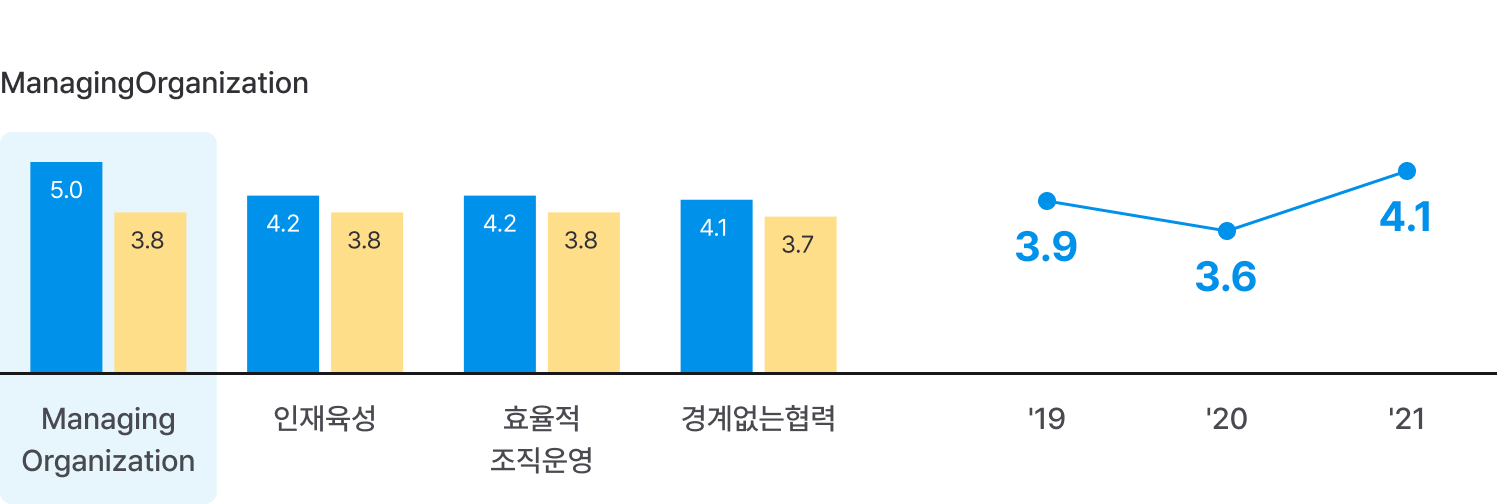 ManagingOrganization
5.0
3.8
4.2
3.8
4.2
3.8
4.1
3.7
3.9
3.6
4.1
Managing
Organization
인재육성
효율적
조직운영
경계없는협력
'19
'20
'21